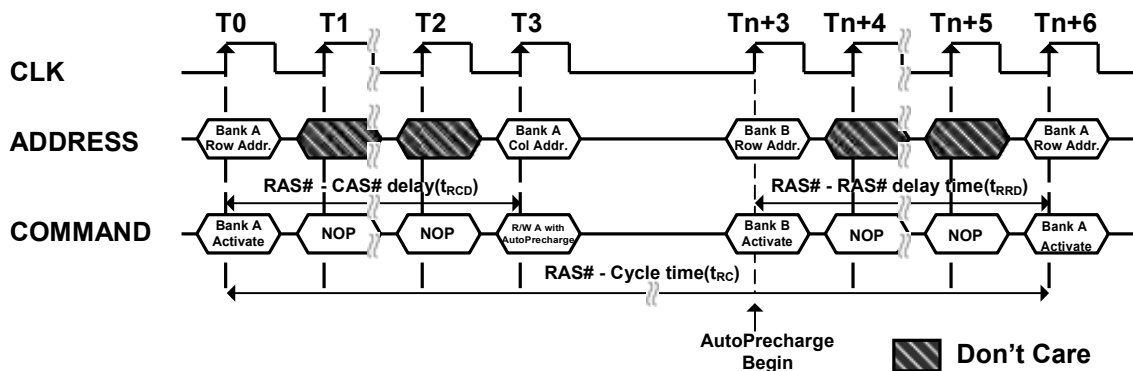 T0 T1 T2 T3 Tn+3 Tn+4 Tn+5 Tn+6
CLK
ADDRESS
Bank A
Row Addr.
Bank A
Col Addr.
Bank B
Row Addr.
Bank A
Row Addr.
RAS# - CAS# delay(tRCD)
RAS# - RAS# delay time(tRRD)
COMMAND
Bank A
Activate
NOP
NOP
R/W A with
AutoPrecharge
Bank B
Activate
NOP
NOP
Bank A
Activate
RAS# - Cycle time(tRC)
AutoPrecharge
Begin
Don't Care